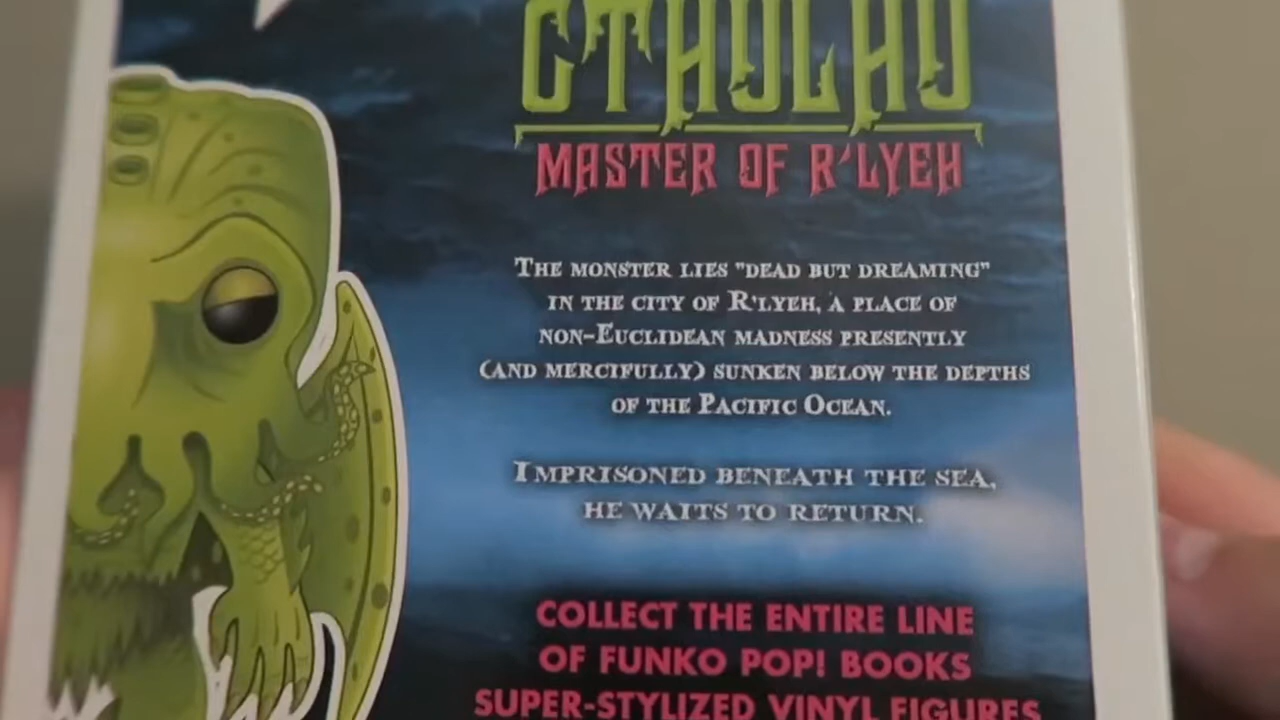 CTHULHU
MASTER OF R'LYEH
THE MONSTER LIES "DEAD BUT DREAMING"
IN THE CITY OF R'LYEH, A PLACE OF
NON-EUCLIDEAN MADNESS PRESENTLY
(AND MERCIFULLY) SUNKEN BELOW THE DEPTHS
OF THE PACIFIC OCEAN.
IMPRISONED BENEATH THE SEA,
HE WAITS TO RETURN.
COLLECT THE ENTIRE LINE
OF FUNKO POP! BOOKS
SUPER-STYLIZED VINYL FIGURES